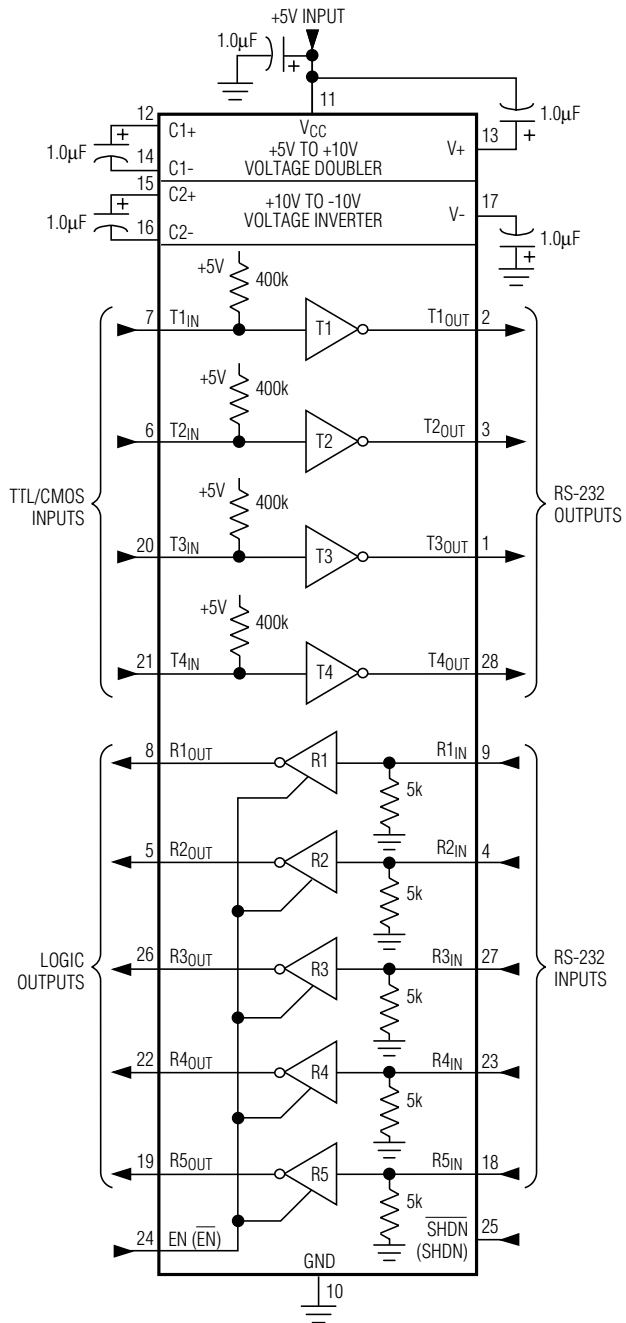 +5V INPUT
1.0µF
11
1.0µF
12
C1+
VCC
+5V TO +10V
VOLTAGE DOUBLER
V+
13
1.0µF
14
C1-
15
C2+
+10V TO -10V
VOLTAGE INVERTER
V-
17
1.0µF
16
C2-
1.0µF
+5V
400k
7
T1IN
T1
T1OUT
2
+5V
400k
6
T2IN
T2
T2OUT
3
TTL/CMOS
INPUTS
RS-232
OUTPUTS
+5V
400k
20
T3IN
T3
T3OUT
1
+5V
400k
21
T4IN
T4
T4OUT
28
8
R1OUT
R1
R1IN
9
5k
5
R2OUT
R2
R2IN
4
5k
LOGIC
OUTPUTS
RS-232
INPUTS
26
R3OUT
R3
R3IN
27
5k
22
R4OUT
R4
R4IN
23
5k
19
R5OUT
R5
R5IN
18
5k
24
EN (E̅N̅)
S̅H̅D̅N̅
(SHDN)
25
GND
10